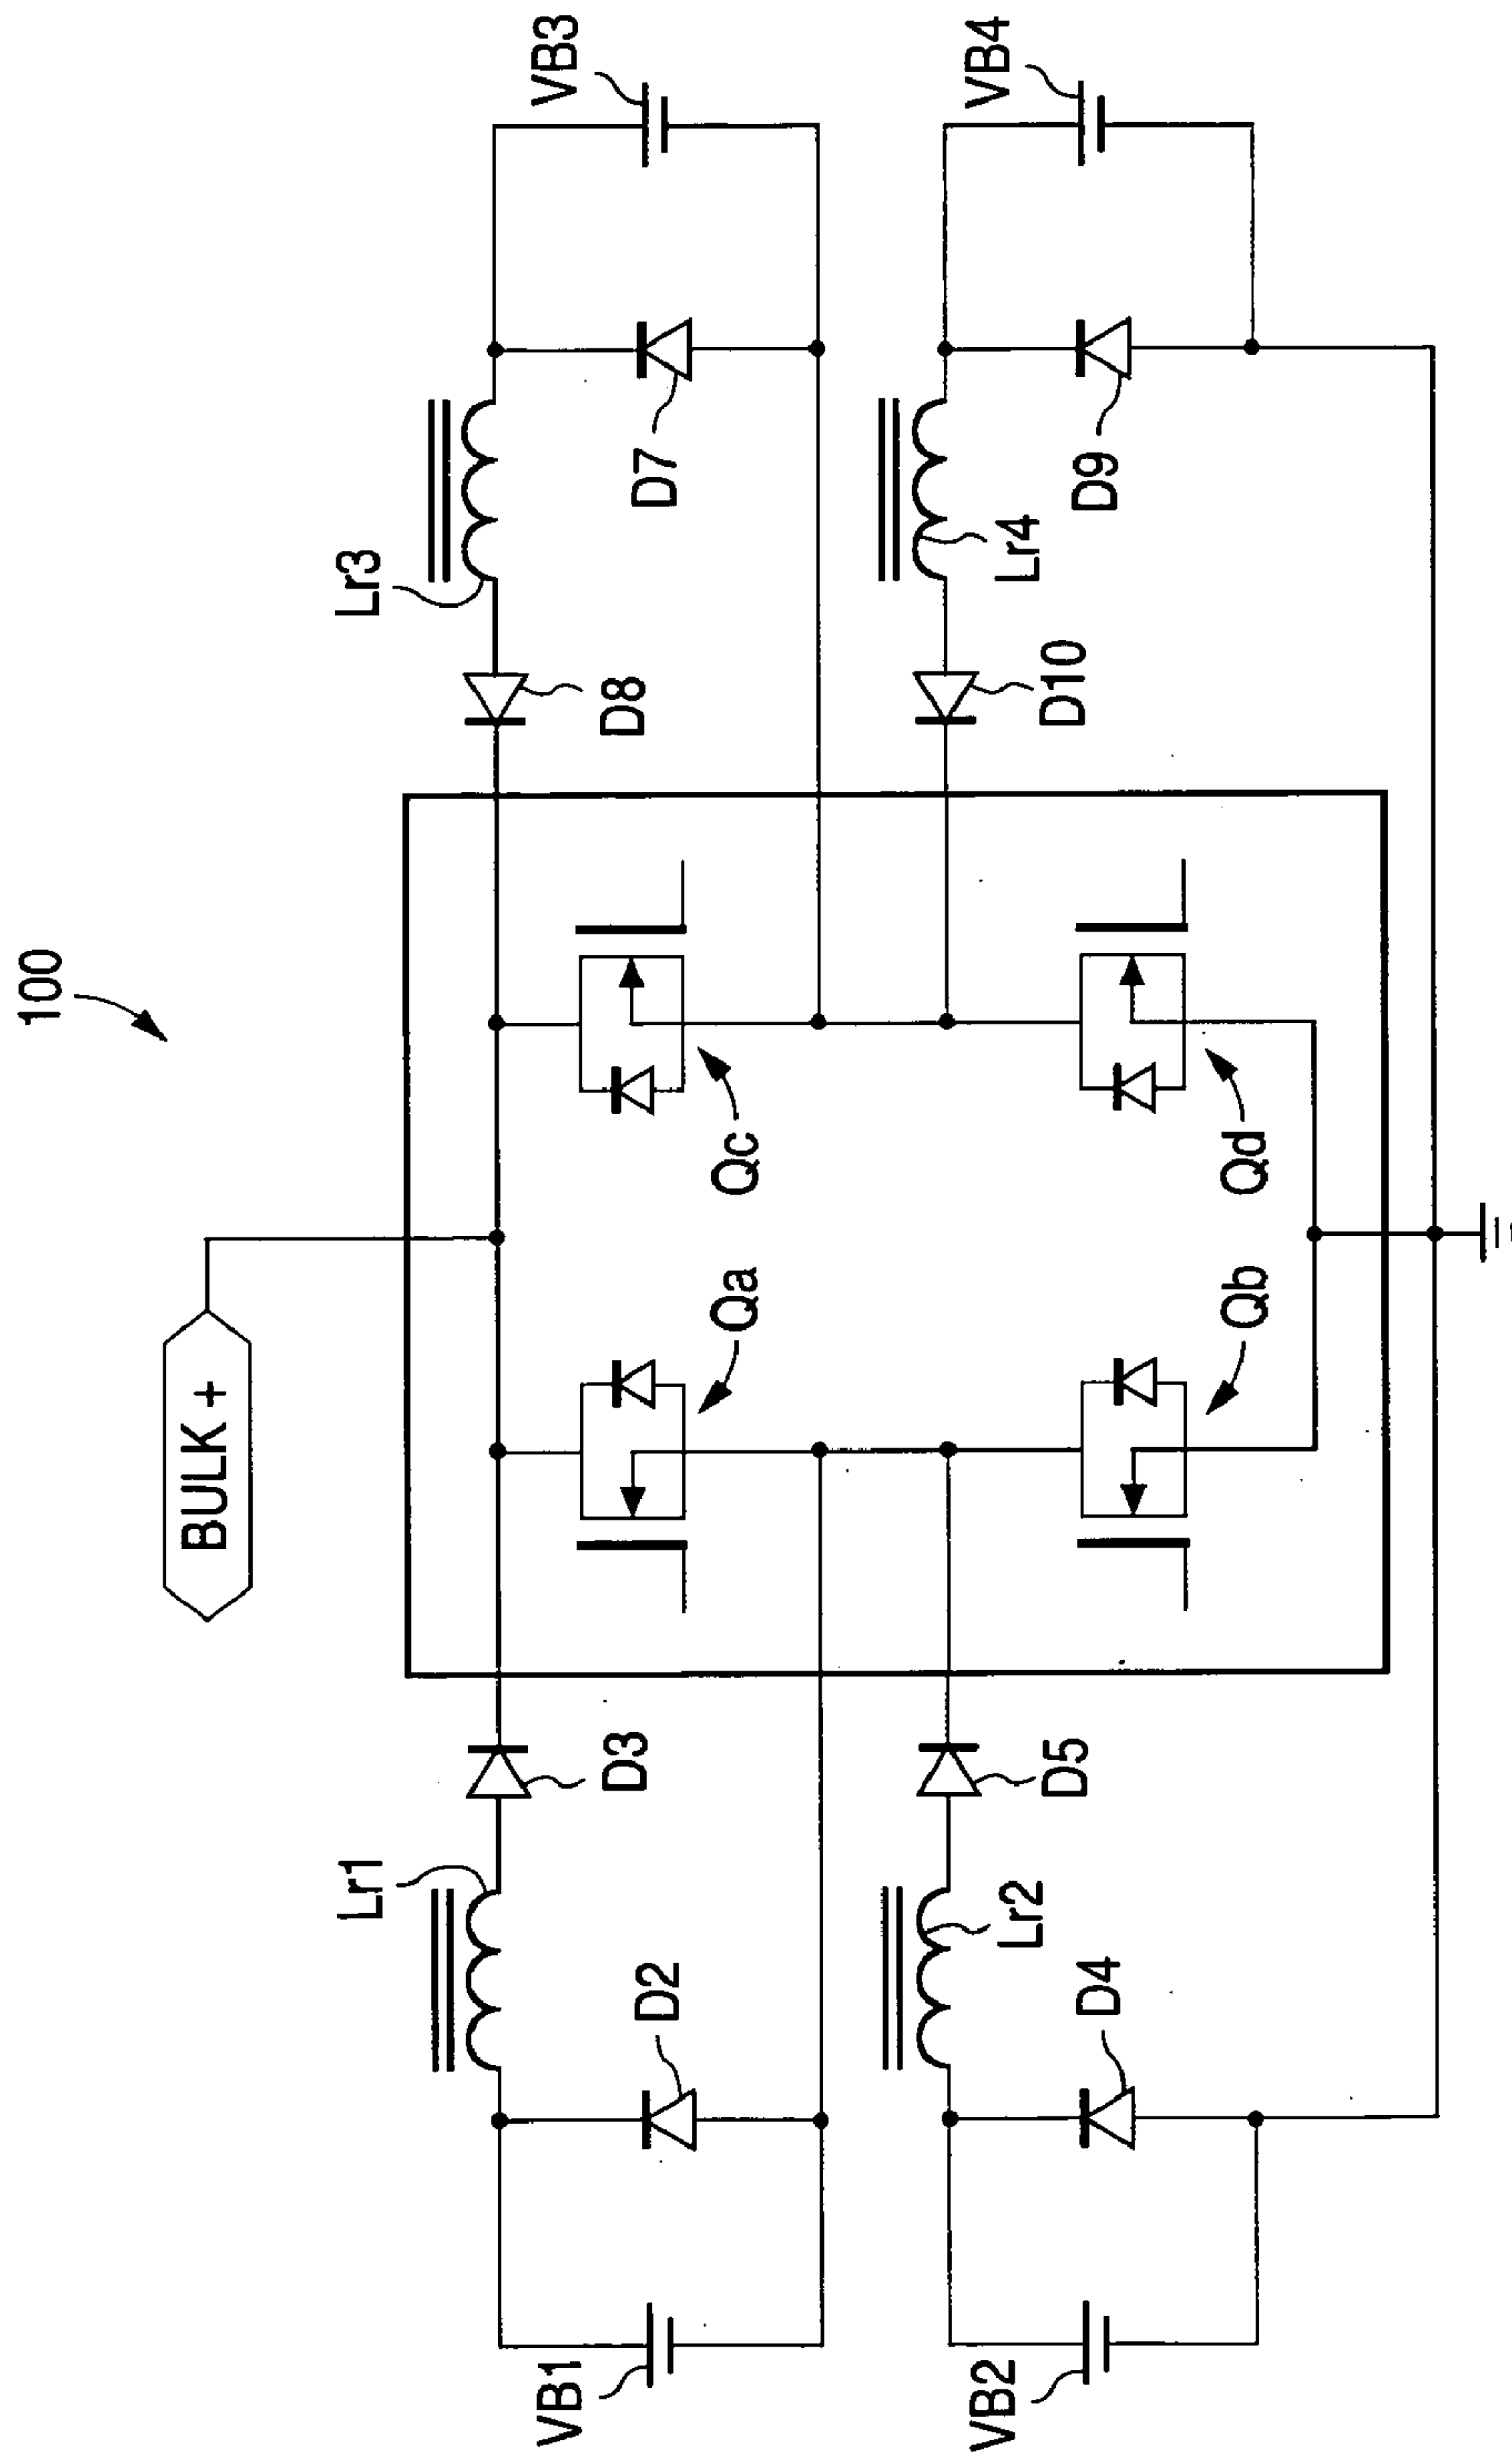 100
BULK +
Lr1
Lr3
VB1
D2
D3
D8
D7
VB3
Qa
Qc
VB2
D4
Lr2
D5
D10
Lr4
D9
VB4
Qb
Qd